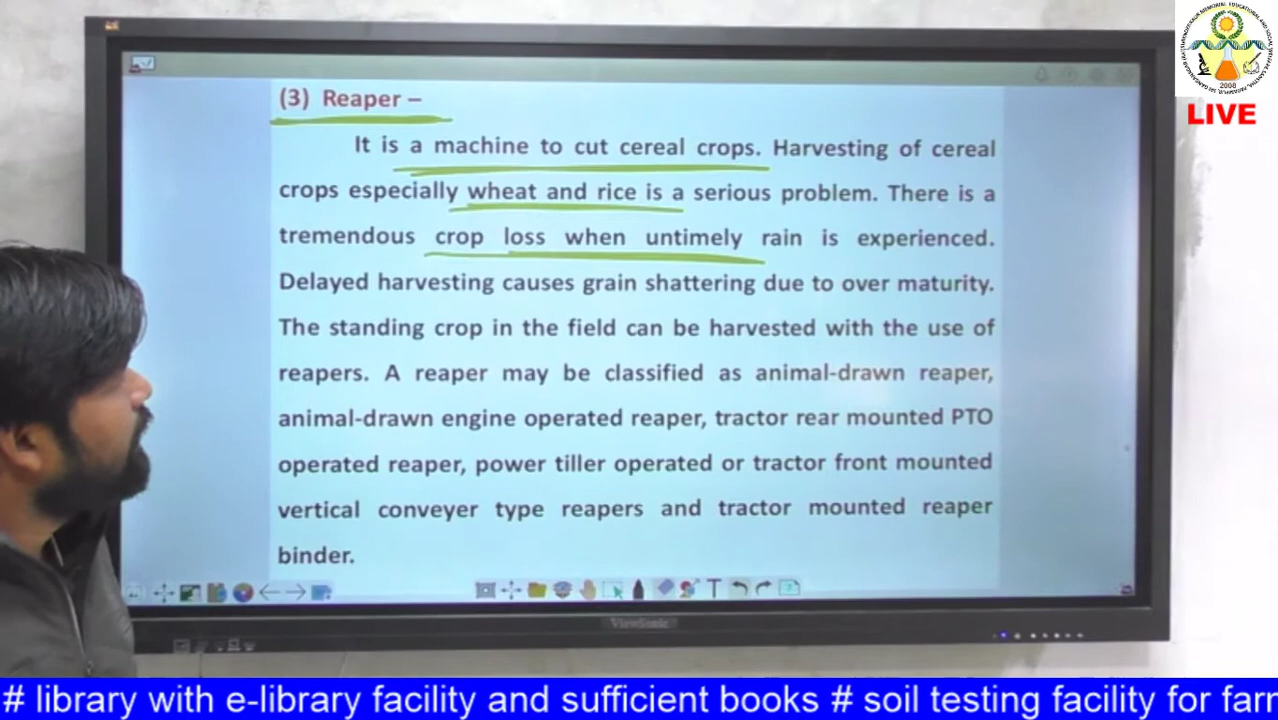 (3) Reaper –
It is a machine to cut cereal crops. Harvesting of cereal
crops especially wheat and rice is a serious problem. There is a
tremendous crop loss when untimely rain is experienced.
Delayed harvesting causes grain shattering due to over maturity.
The standing crop in the field can be harvested with the use of
reapers. A reaper may be classified as animal-drawn reaper,
animal-drawn engine operated reaper, tractor rear mounted PTO
operated reaper, power tiller operated or tractor front mounted
vertical conveyer type reapers and tractor mounted reaper
binder.
ViewSonic
2008
LIVE
# library with e-library facility and sufficient books # soil testing facility for farr